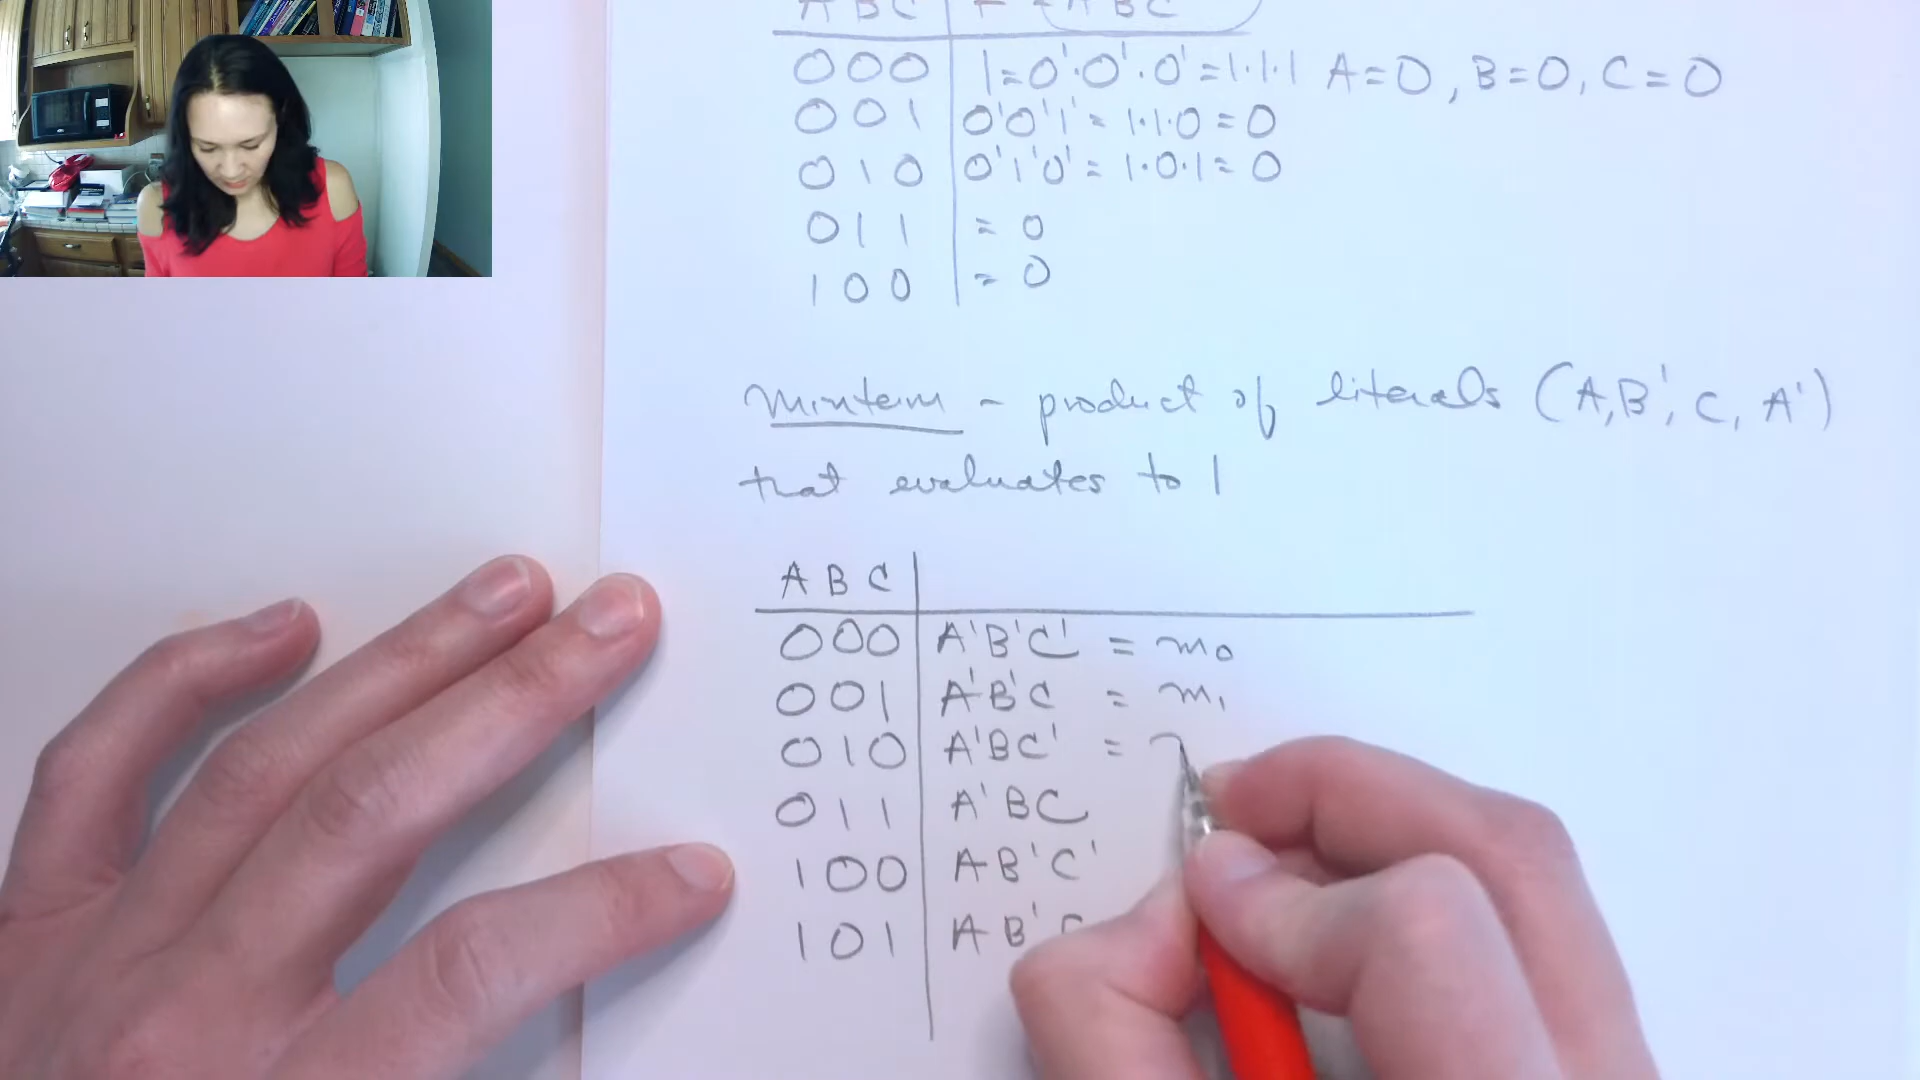 A B C F = A'B'C'
000 1=0'·0'·0'=1·1·1 A=0, B=0, C=0
001 0'0'1' = 1·1·0 = 0
010 0'1'0' = 1·0·1 = 0
011 = 0
100 = 0
Minterm - product of literals (A, B', C, A')
that evaluates to 1
A B C
000 A'B'C' = m0
001 A'B'C = m1
010 A'BC' =
011 A'BC
100 AB'C'
101 AB'C